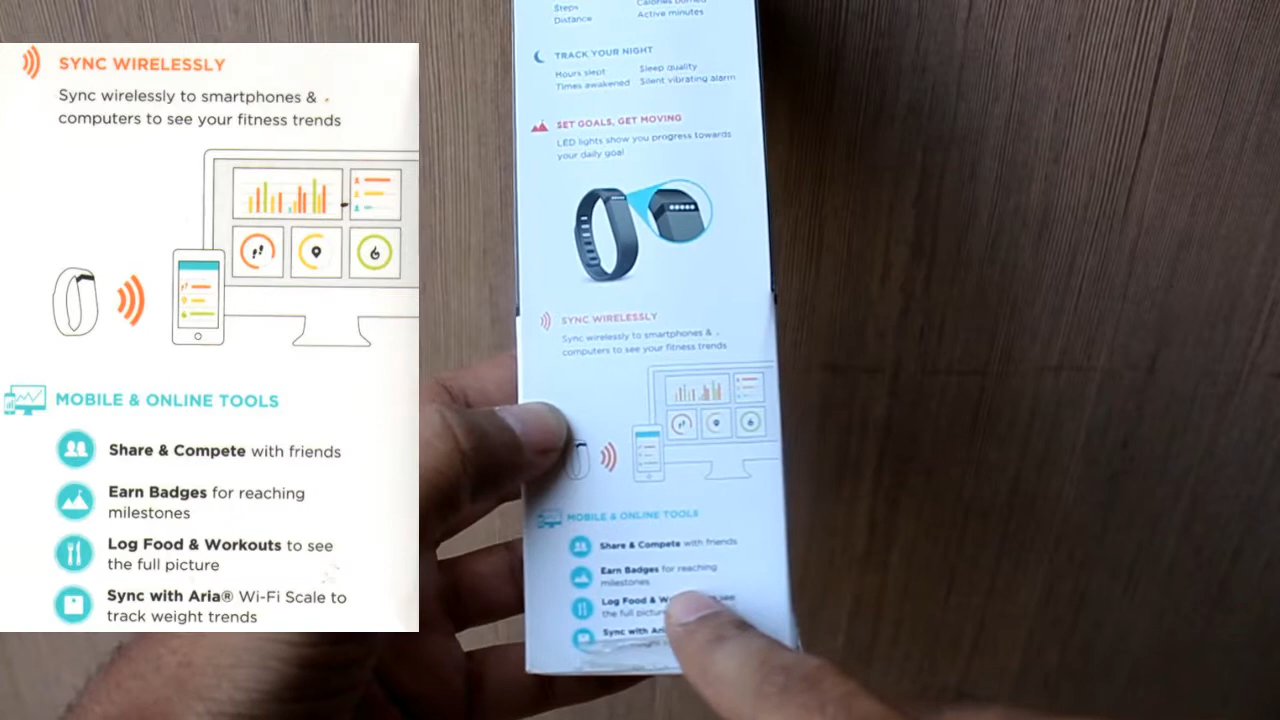 SYNC WIRELESSLY
Sync wirelessly to smartphones &
computers to see your fitness trends
MOBILE & ONLINE TOOLS
Share & Compete with friends
Earn Badges for reaching
milestones
Log Food & Workouts to see
the full picture
Sync with Aria® Wi-Fi Scale to
track weight trends
Steps
Calories burned
Distance
Active minutes
TRACK YOUR NIGHT
Hours slept
Sleep quality
Times awakened
Silent vibrating alarm
SET GOALS, GET MOVING
LED lights show you progress towards
your daily goal
SYNC WIRELESSLY
Sync wirelessly to smartphones &
computers to see your fitness trends
MOBILE & ONLINE TOOLS
Share & Compete with friends
Earn Badges for reaching
milestones
Log Food & W see
the full picture
Sync with Ari